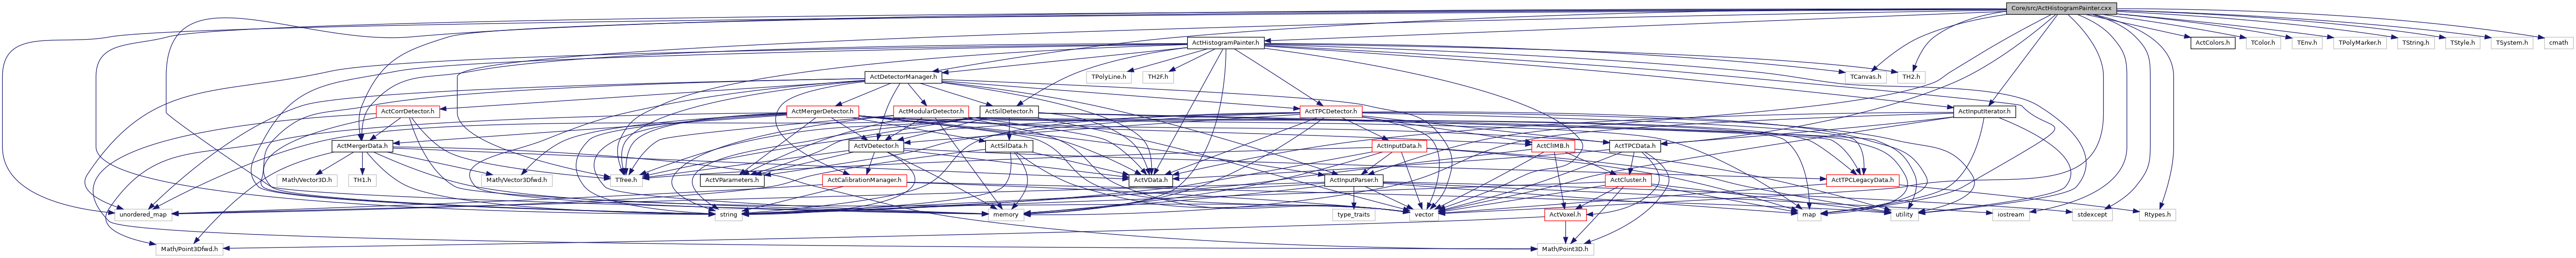 Core/src/ActHistogramPainter.cxx
ActHistogramPainter.h
ActColors.h
TColor.h
TEnv.h
TPolyMarker.h
TString.h
TStyle.h
TSystem.h
cmath
ActDetectorManager.h
TPolyLine.h
TH2F.h
TCanvas.h
TH2.h
ActCorrDetector.h
ActMergerDetector.h
ActModularDetector.h
ActSilDetector.h
ActTPCDetector.h
ActInputIterator.h
ActMergerData.h
ActVDetector.h
ActSilData.h
ActInputData.h
ActClIMB.h
ActTPCData.h
Math/Vector3D.h
TH1.h
Math/Vector3Dfwd.h
TTree.h
ActVParameters.h
ActCalibrationManager.h
ActVData.h
ActInputParser.h
ActCluster.h
ActTPCLegacyData.h
unordered_map
string
memory
type_traits
vector
ActVoxel.h
map
utility
iostream
stdexcept
Rtypes.h
Math/Point3Dfwd.h
Math/Point3D.h